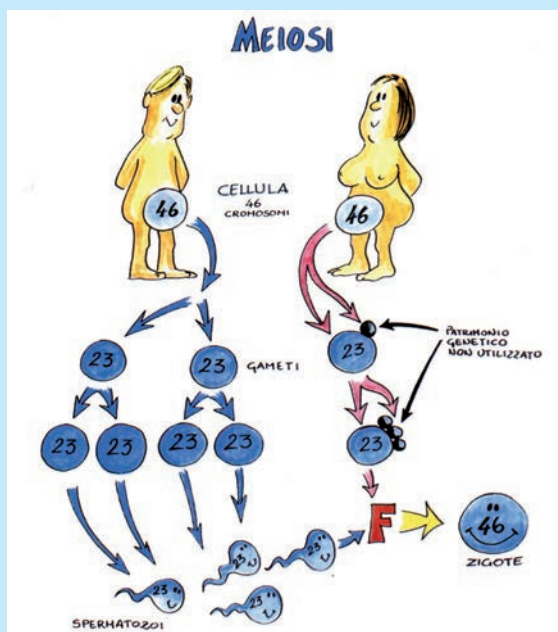 MEIOSI
CELLULA
46
CROMOSOMI
46
46
23
23
GAMETI
23
PATRIMONIO
GENETICO
NON UTILIZZATO
23
23
23
23
23
F
46
ZIGOTE
23
23
23
23
SPERMATOZOI